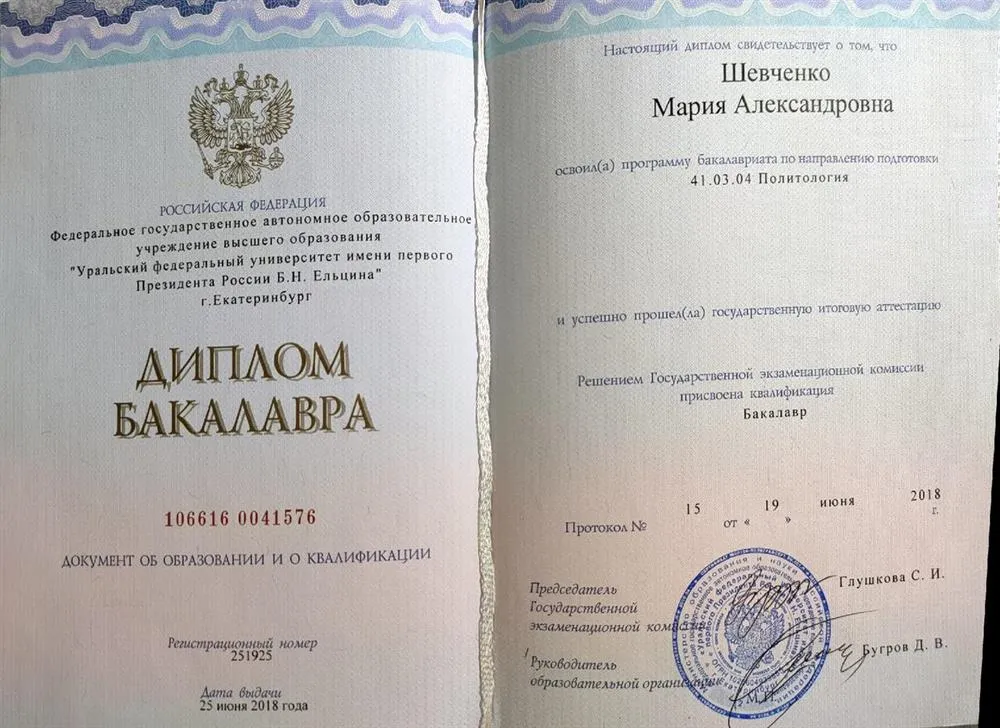 РОССИЙСКАЯ ФЕДЕРАЦИЯ
Федеральное государственное автономное образовательное
учреждение высшего образования
"Уральский федеральный университет имени первого
Президента России Б.Н. Ельцина"
г.Екатеринбург
ДИПЛОМ
БАКАЛАВРА
106616 0041576
ДОКУМЕНТ ОБ ОБРАЗОВАНИИ И О КВАЛИФИКАЦИИ
Регистрационный номер
251925
Дата выдачи
25 июня 2018 года
Настоящий диплом свидетельствует о том, что
Шевченко
Мария Александровна
освоил(а) программу бакалавриата по направлению подготовки
41.03.04 Политология
и успешно прошел(ла) государственную итоговую аттестацию
Решением Государственной экзаменационной комиссии
присвоена квалификация
Бакалавр
Протокол № 15 от « 19 » июня 2018 г.
Председатель
Государственной
экзаменационной комиссии
Глушкова С. И.
Руководитель
образовательной организации
Бугров Д. В.
М.П.